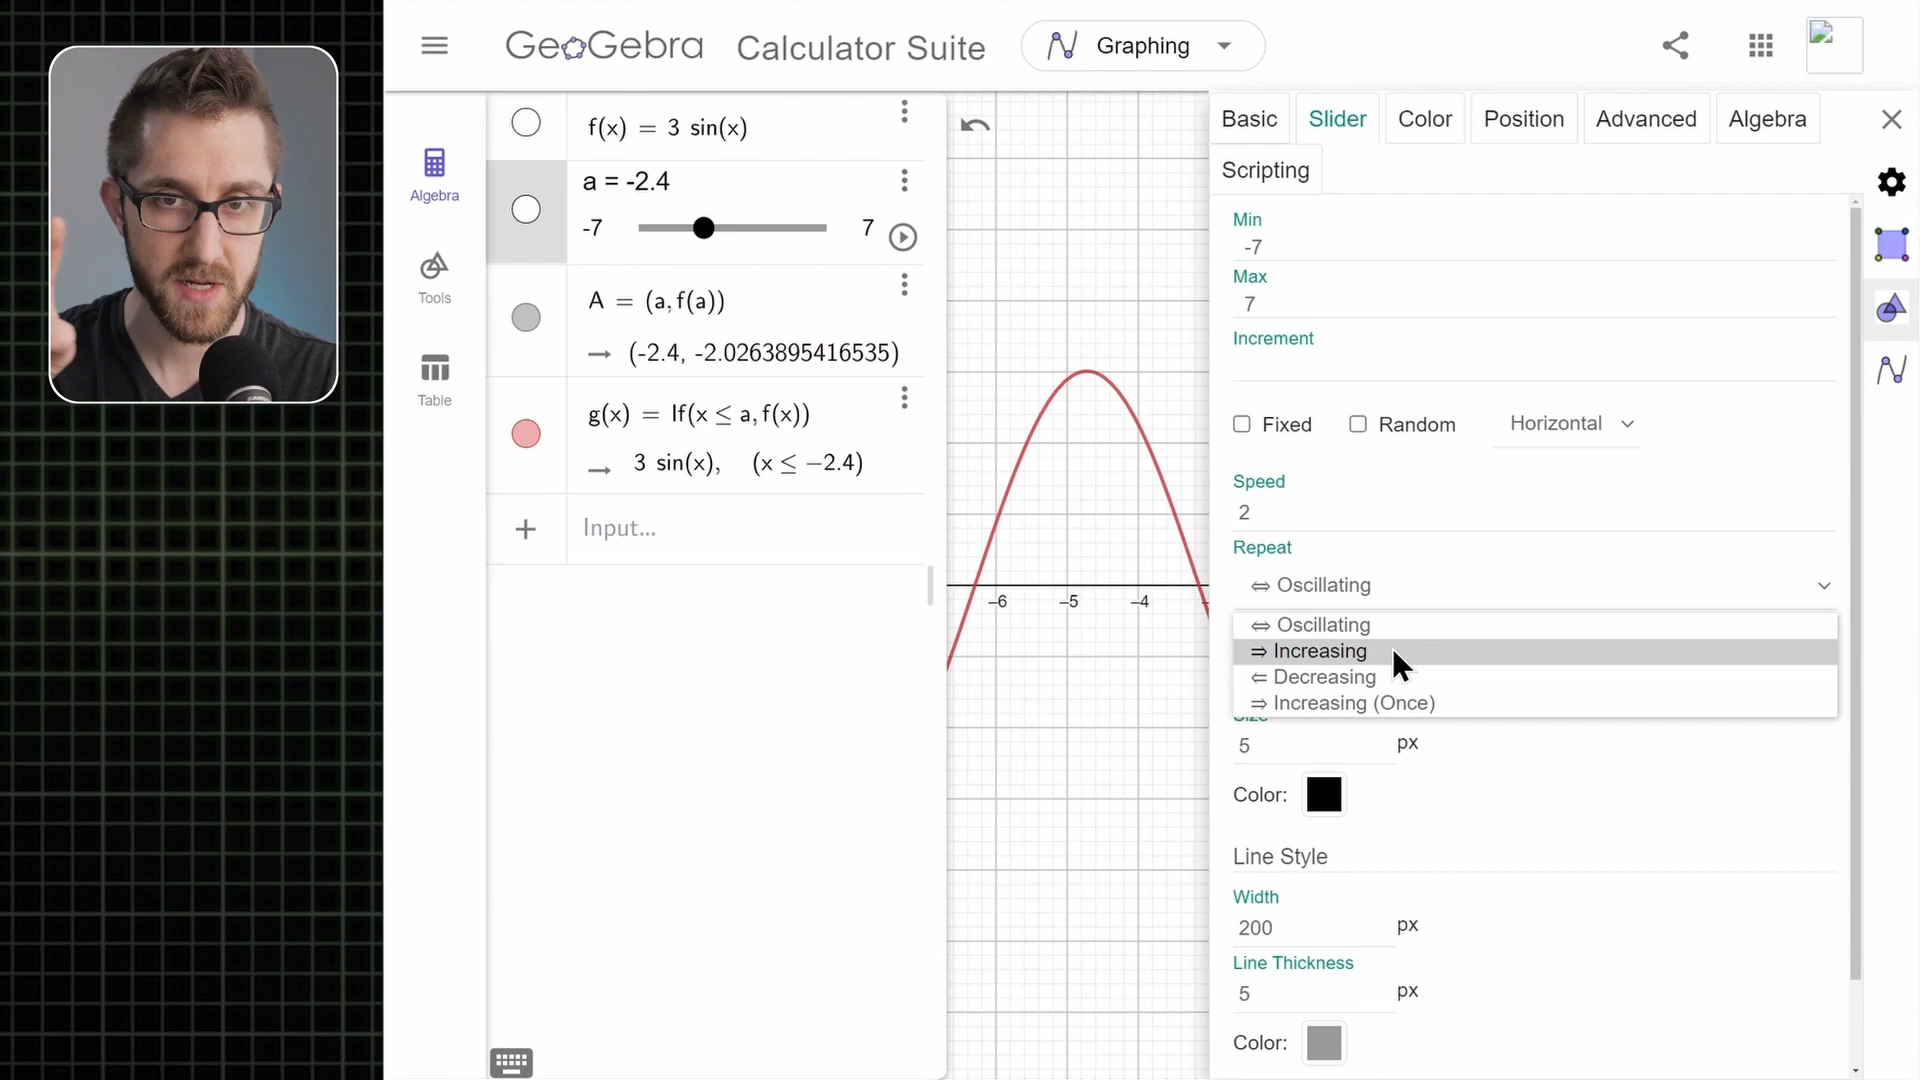 GeoGebra Calculator Suite
Graphing
Algebra
Tools
Table
f(x) = 3 sin(x)
a = -2.4
-7
7
A = (a, f(a))
→ (-2.4, -2.0263895416535)
g(x) = If(x ≤ a, f(x))
→ 3 sin(x), (x ≤ −2.4)
+ Input...
–6 –5 –4
Basic Slider Color Position Advanced Algebra
Scripting
Min
-7
Max
7
Increment
Fixed Random Horizontal
Speed
2
Repeat
⇔ Oscillating
⇔ Oscillating
⇒ Increasing
⇐ Decreasing
⇒ Increasing (Once)
Size
5 px
Color:
Line Style
Width
200 px
Line Thickness
5 px
Color: